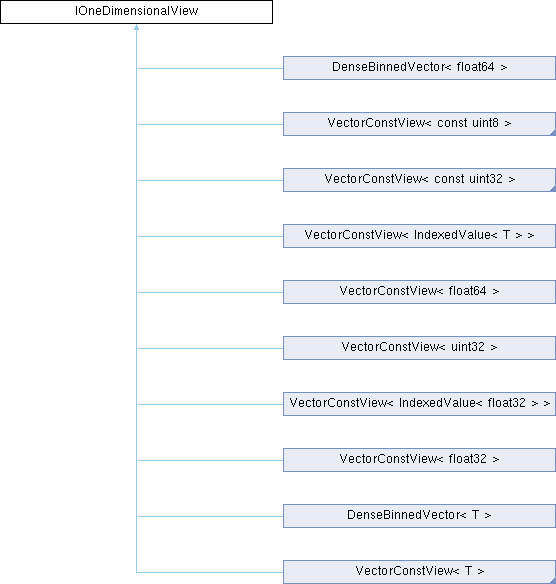 IOneDimensionalView
DenseBinnedVector< float64 >
VectorConstView< const uint8 >
VectorConstView< const uint32 >
VectorConstView< IndexedValue< T > >
VectorConstView< float64 >
VectorConstView< uint32 >
VectorConstView< IndexedValue< float32 > >
VectorConstView< float32 >
DenseBinnedVector< T >
VectorConstView< T >